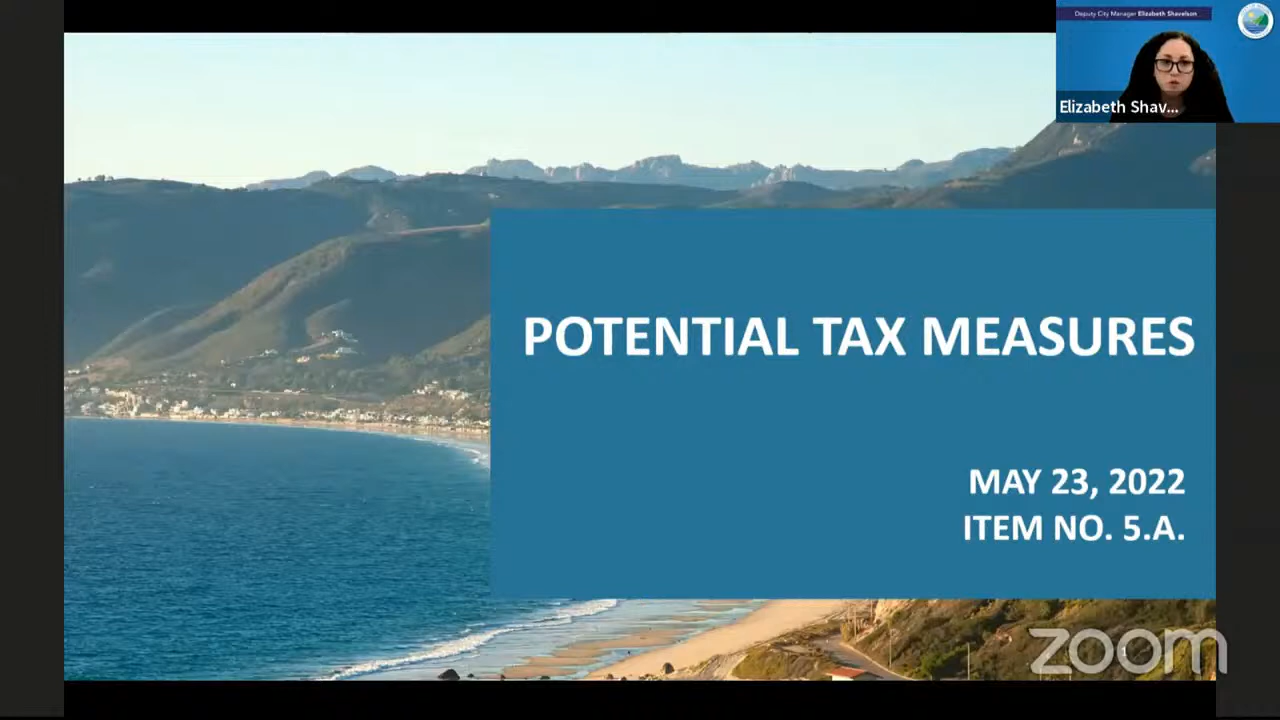 Deputy City Manager Elizabeth Shavelson
Elizabeth Shav...
POTENTIAL TAX MEASURES
MAY 23, 2022
ITEM NO. 5.A.
zoom